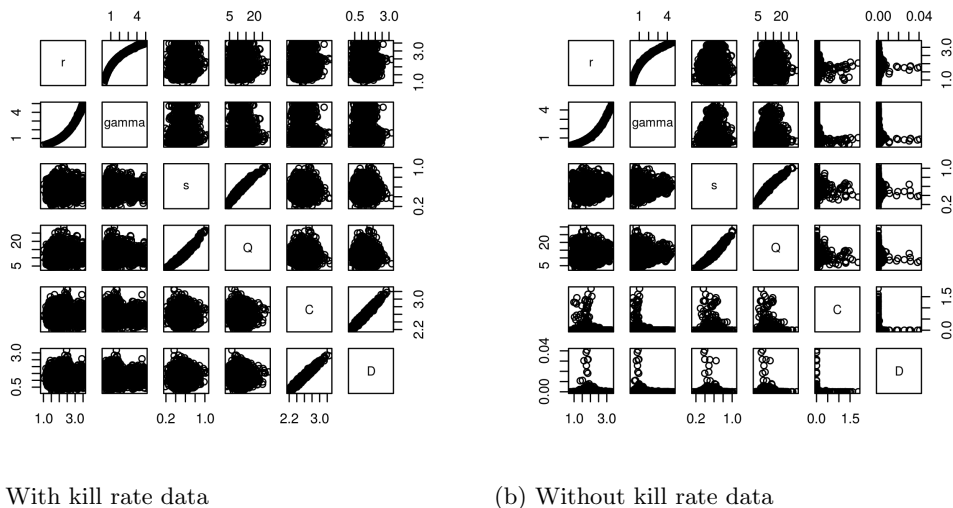 1 4 5 20 0.5 3.0 1 4 5 20 0.00 0.04
r 1.0 3.0 r 1.0 3.0
1 4 gamma 1 4 gamma
s 0.2 1.0 s 0.2 1.0
5 20 Q 5 20 Q
C 2.2 3.0 C 0.0 1.5
0.5 3.0 D 0.00 0.04 D
1.0 3.0 0.2 1.0 2.2 3.0 1.0 3.0 0.2 1.0 0.0 1.5
With kill rate data (b) Without kill rate data